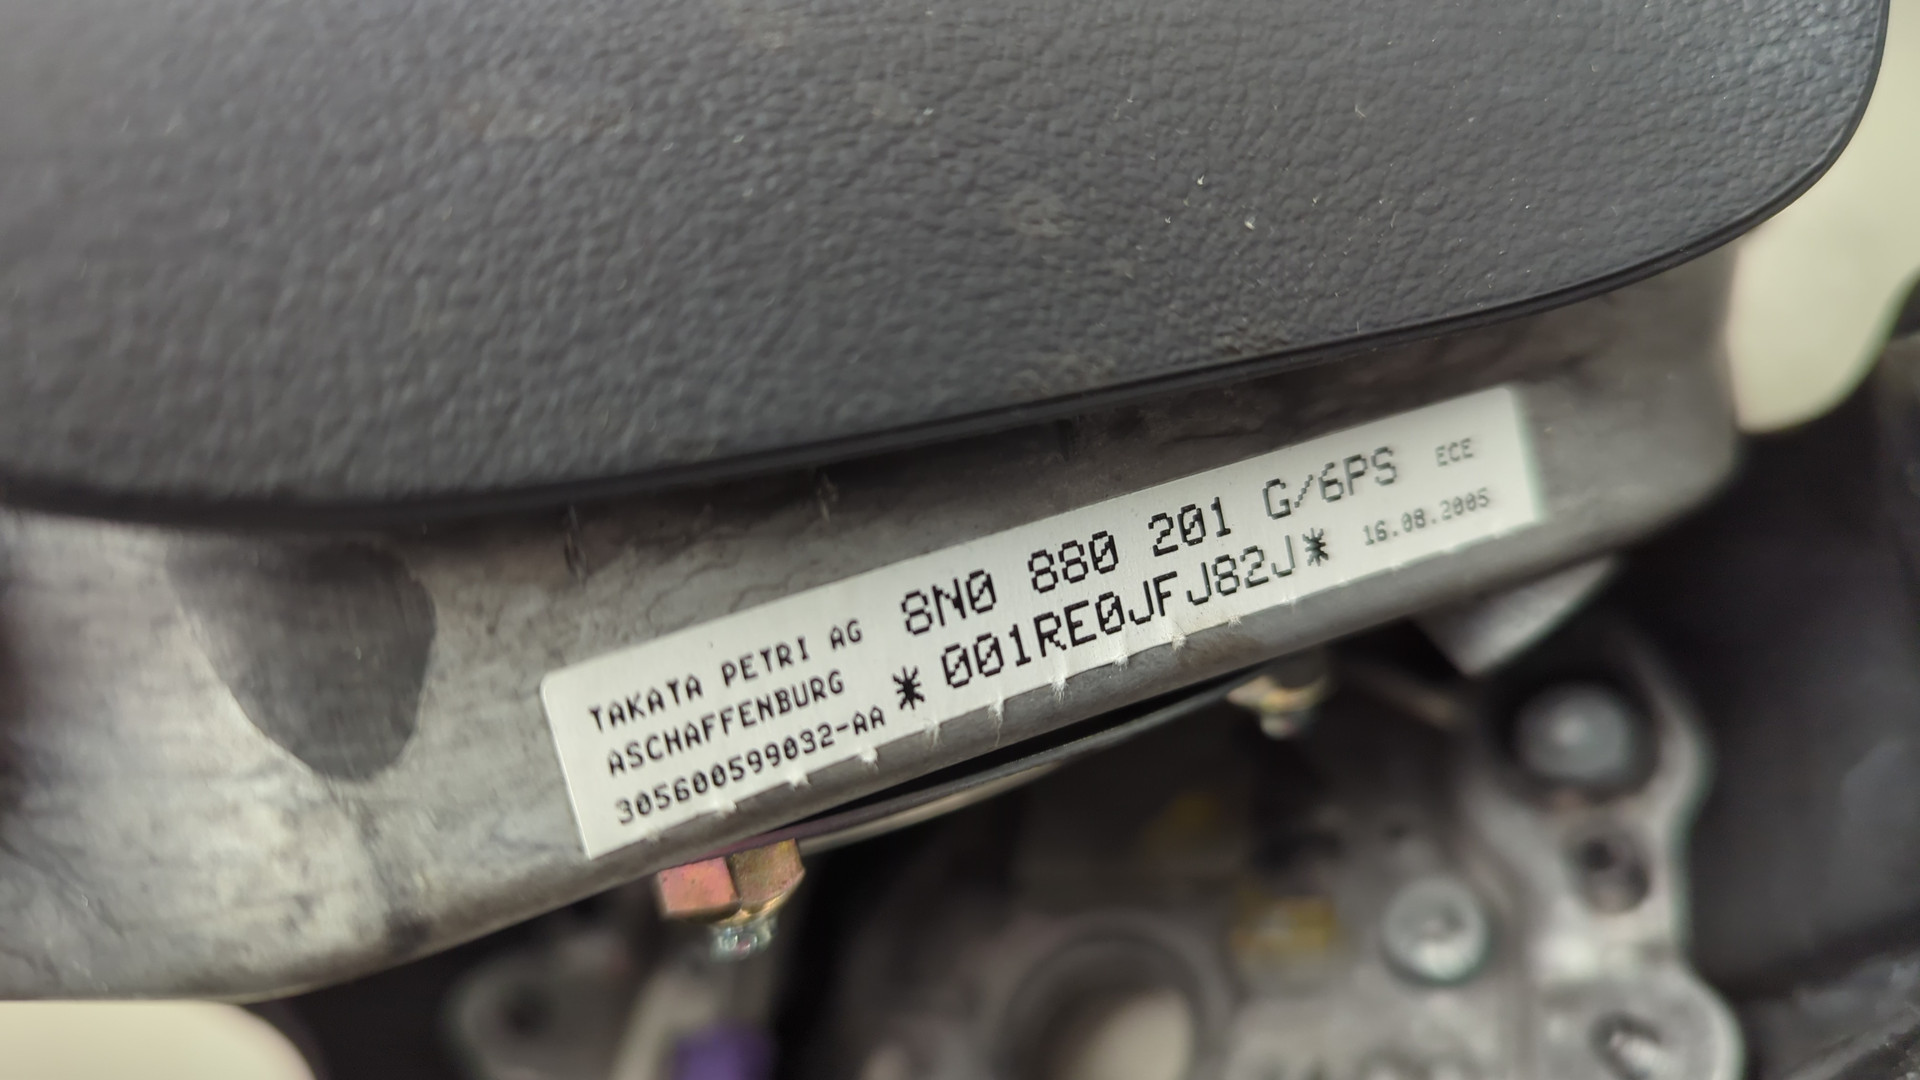 TAKATA PETRI AG 8N0 880 201 G/6PS ECE
ASCHAFFENBURG *001RE0JFJ82J* 16.08.2005
305600599032-AA